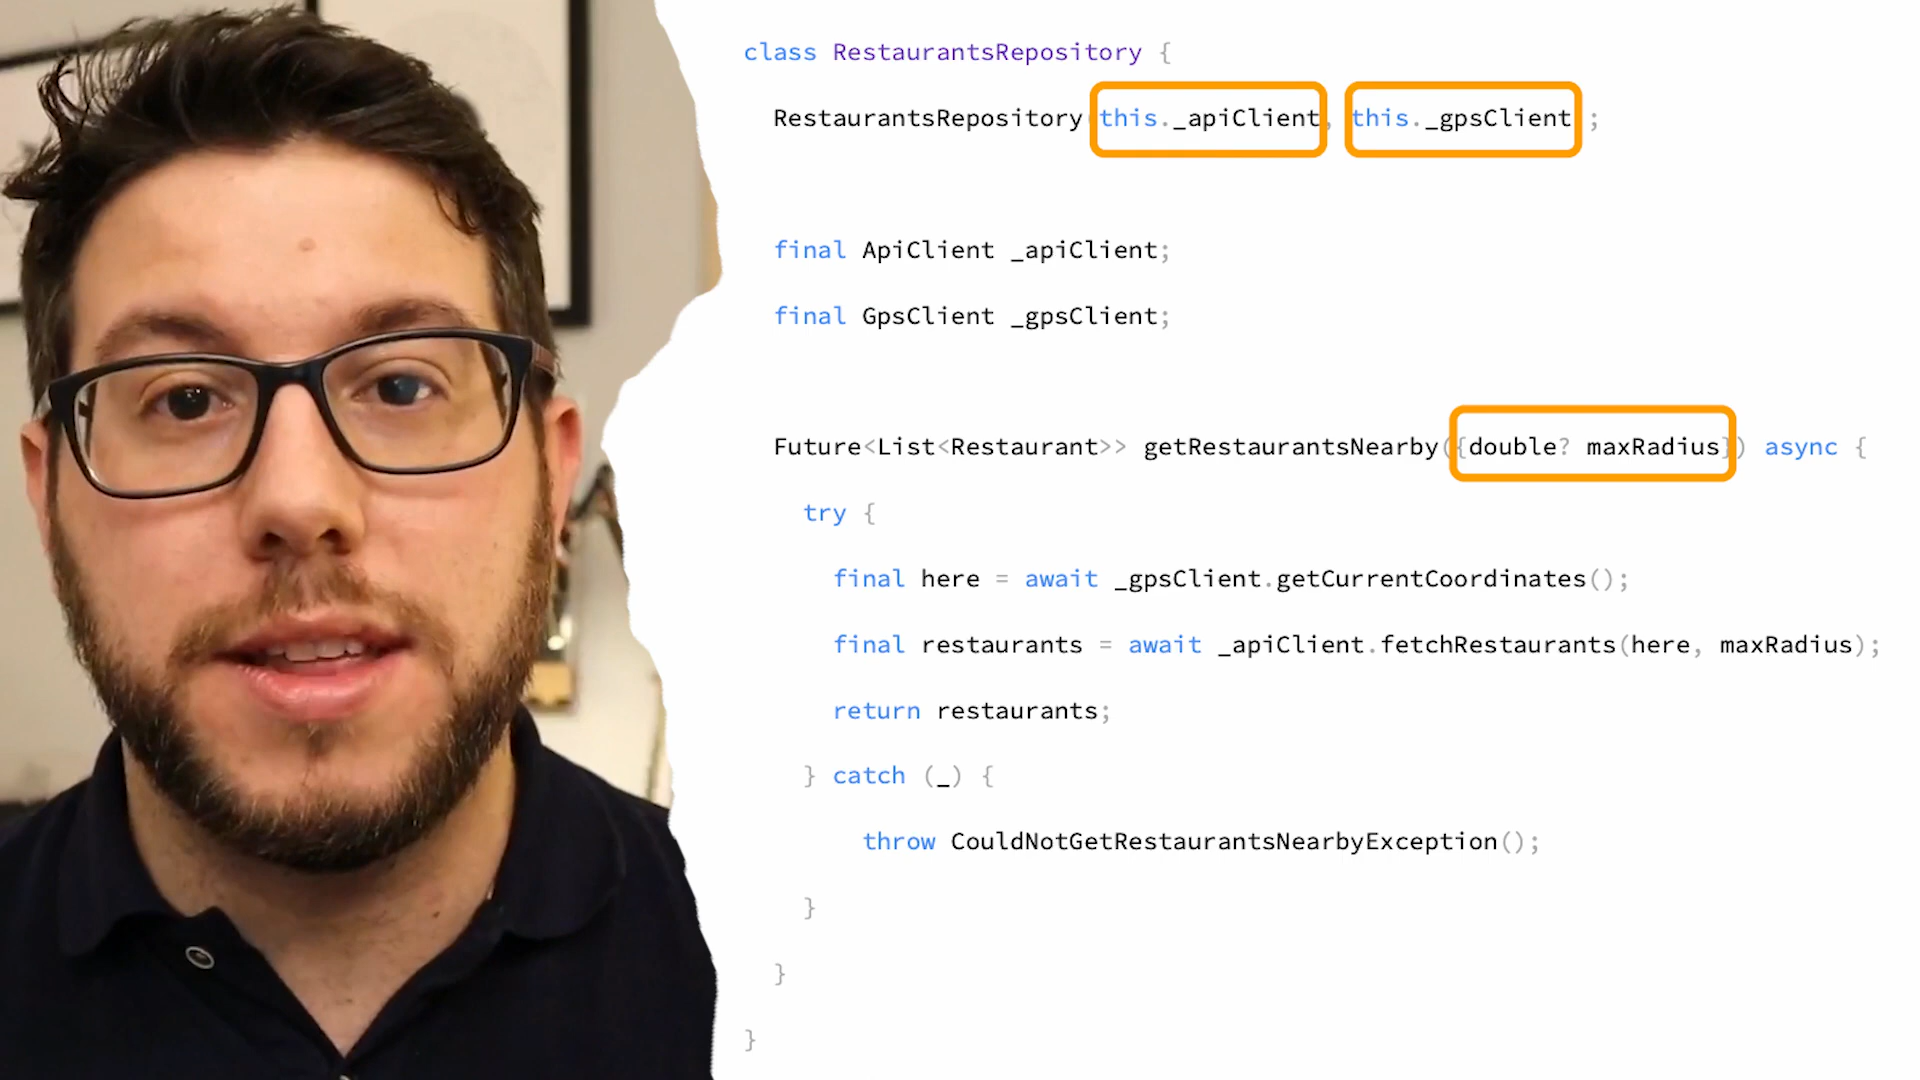 class RestaurantsRepository {
RestaurantsRepository(this._apiClient, this._gpsClient);
final ApiClient _apiClient;
final GpsClient _gpsClient;
Future<List<Restaurant>> getRestaurantsNearby({double? maxRadius}) async {
try {
final here = await _gpsClient.getCurrentCoordinates();
final restaurants = await _apiClient.fetchRestaurants(here, maxRadius);
return restaurants;
} catch (_) {
throw CouldNotGetRestaurantsNearbyException();
}
}
}